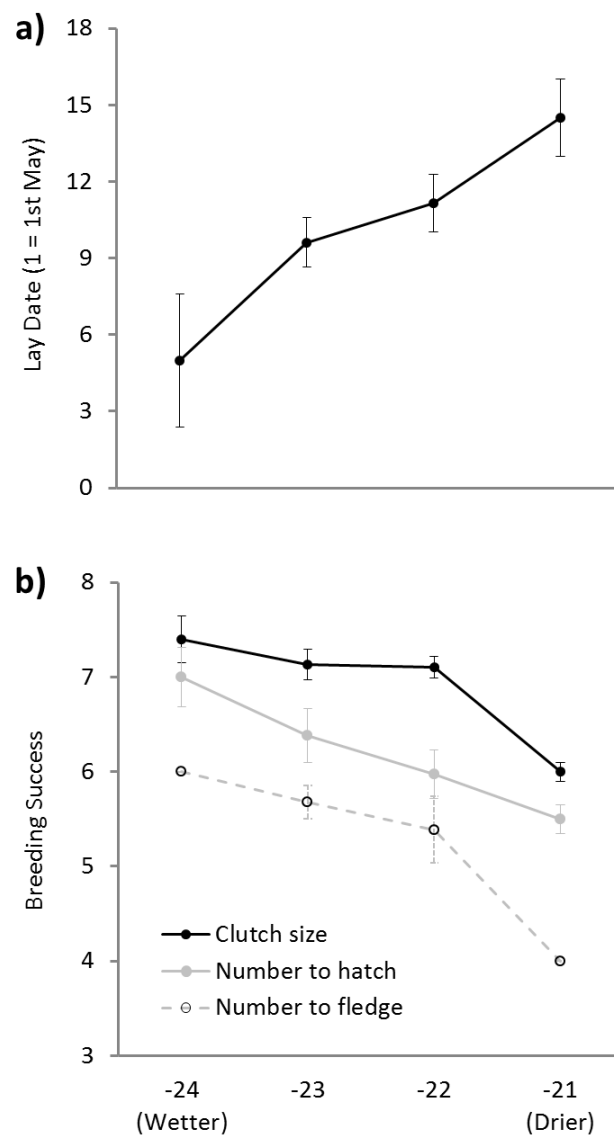 a)
Lay Date (1 = 1st May)
18
15
12
9
6
3
0
b)
Breeding Success
8
7
6
5
4
3
Clutch size
Number to hatch
Number to fledge
-24 -23 -22 -21
(Wetter) (Drier)